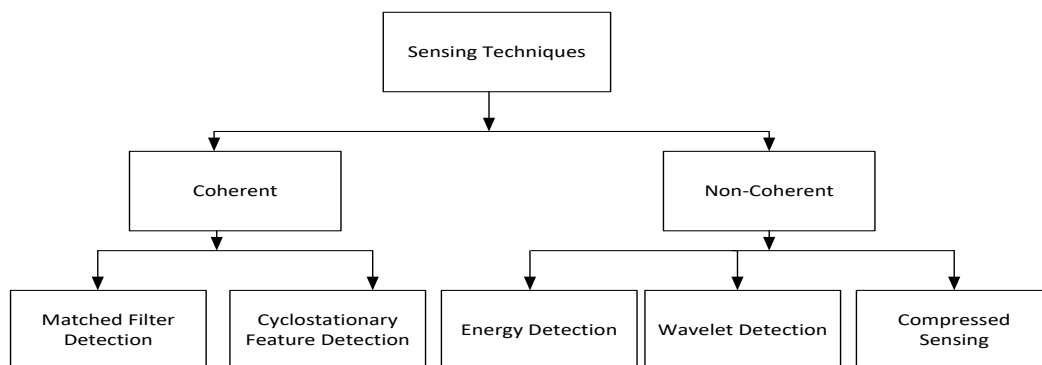 Sensing Techniques
Coherent
Non-Coherent
Matched Filter
Detection
Cyclostationary
Feature Detection
Energy Detection
Wavelet Detection
Compressed
Sensing